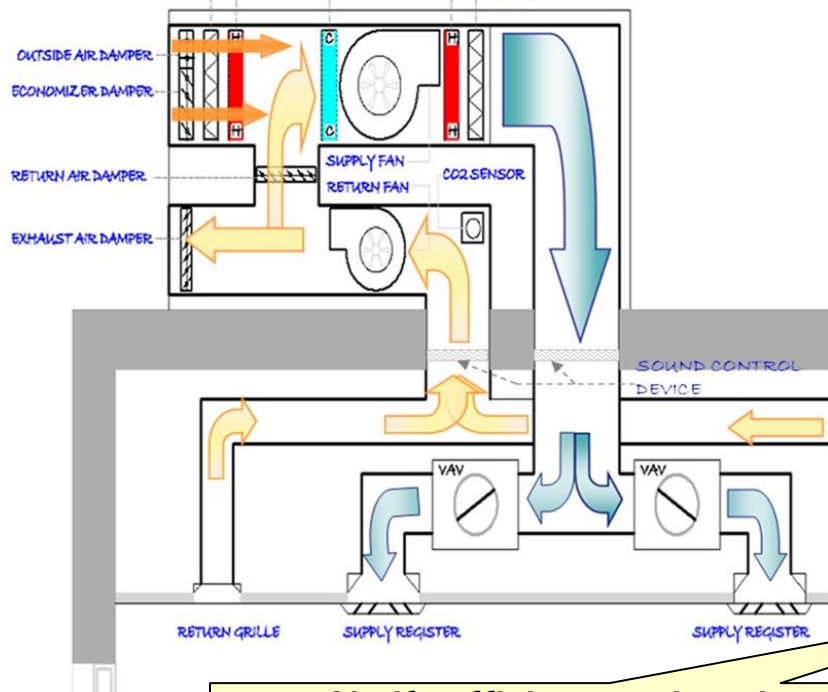 H
C
H
OUTSIDE AIR DAMPER
ECONOMIZER DAMPER
H
C
H
SUPPLY FAN
RETURN AIR DAMPER
RETURN FAN
CO2 SENSOR
EXHAUST AIR DAMPER
SOUND CONTROL
DEVICE
VAV
VAV
RETURN GRILLE
SUPPLY REGISTER
SUPPLY REGISTER